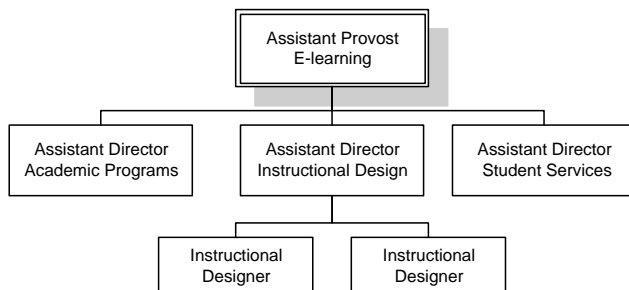 Assistant Provost
E-learning
Assistant Director
Academic Programs
Assistant Director
Instructional Design
Assistant Director
Student Services
Instructional
Designer
Instructional
Designer